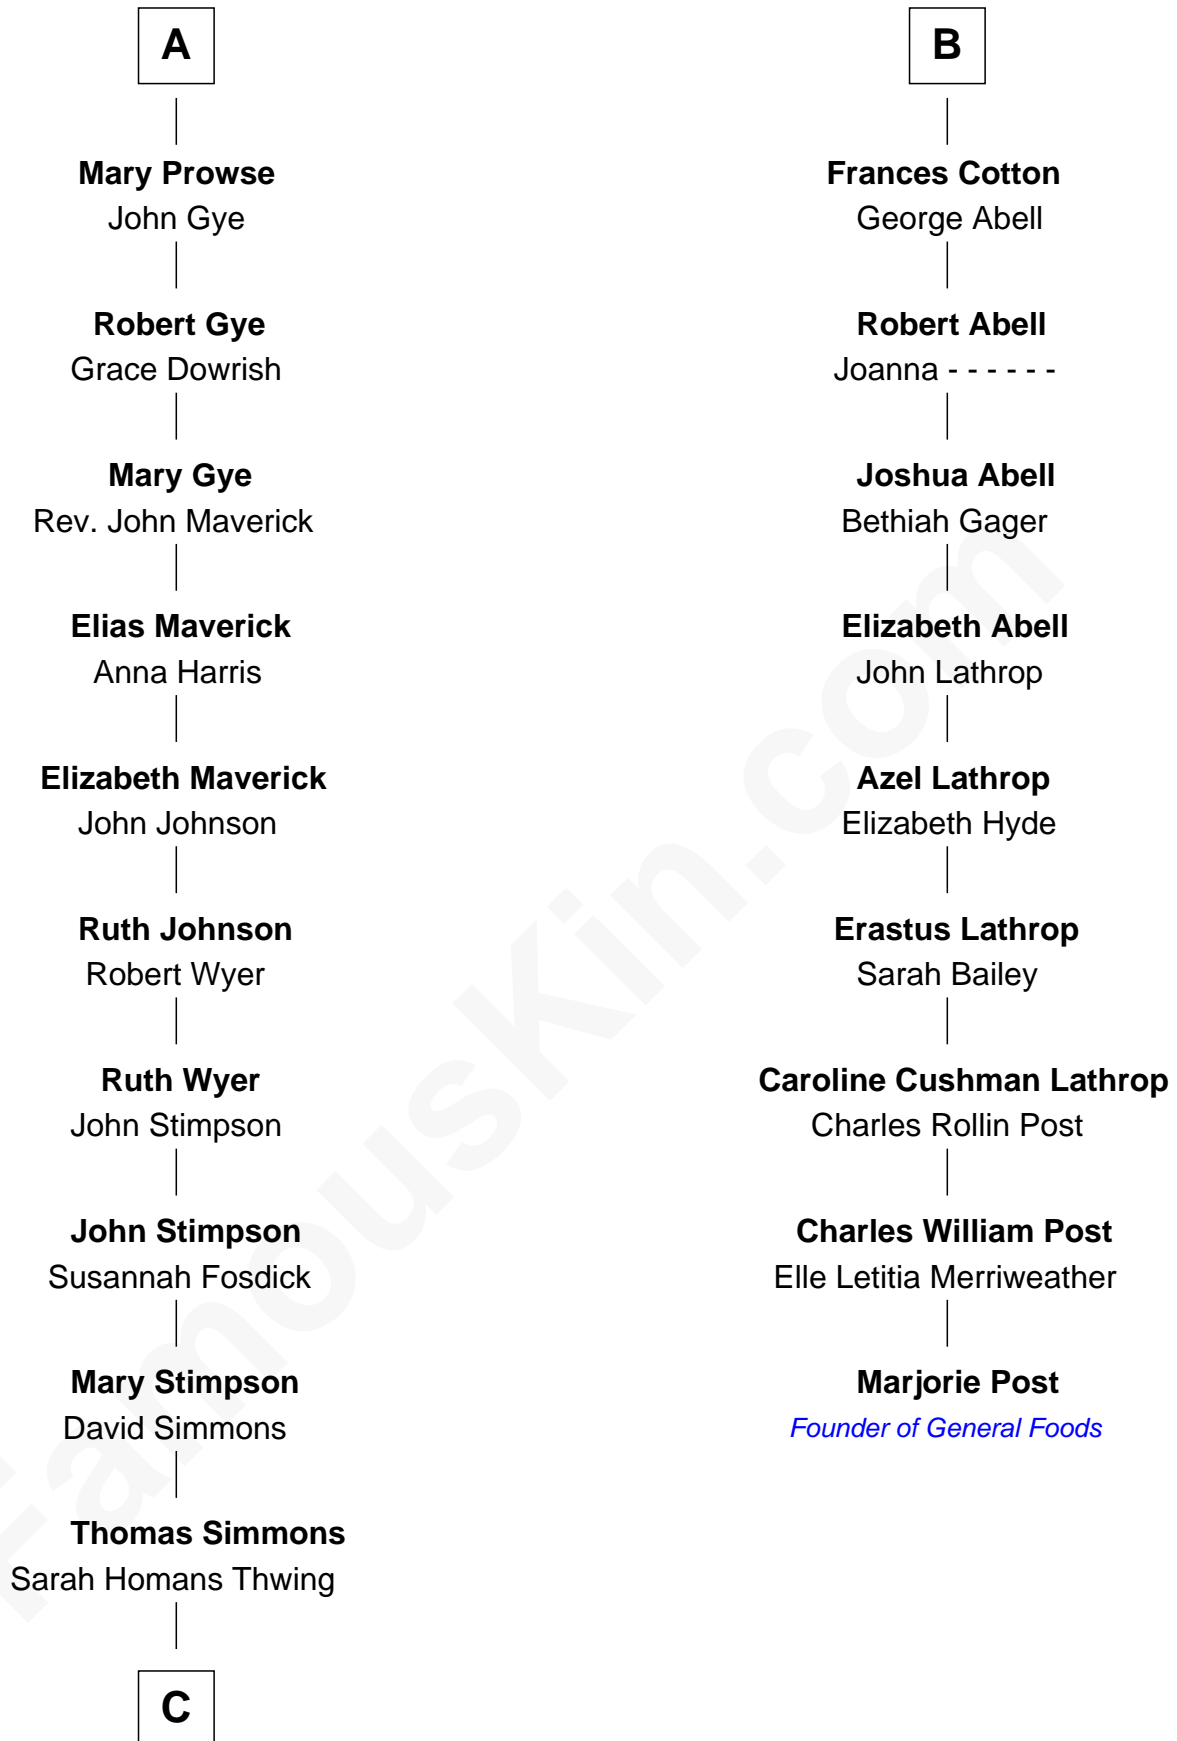 A
Mary Prowse
John Gye
Robert Gye
Grace Dowrish
Mary Gye
Rev. John Maverick
Elias Maverick
Anna Harris
Elizabeth Maverick
John Johnson
Ruth Johnson
Robert Wyer
Ruth Wyer
John Stimpson
John Stimpson
Susannah Fosdick
Mary Stimpson
David Simmons
Thomas Simmons
Sarah Homans Thwing
C
B
Frances Cotton
George Abell
Robert Abell
Joanna - - - - - -
Joshua Abell
Bethiah Gager
Elizabeth Abell
John Lathrop
Azel Lathrop
Elizabeth Hyde
Erastus Lathrop
Sarah Bailey
Caroline Cushman Lathrop
Charles Rollin Post
Charles William Post
Elle Letitia Merriweather
Marjorie Post
Founder of General Foods
FamousKin.com